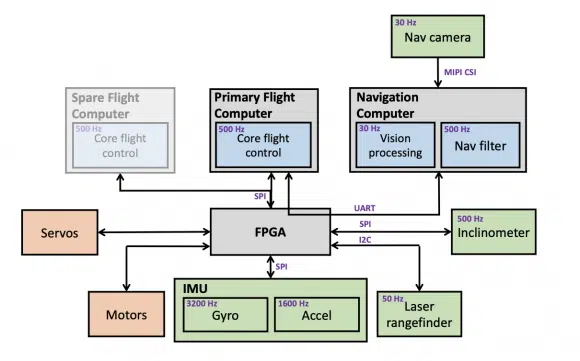 30 Hz
Nav camera
MIPI CSI
Spare Flight
Computer
500 Hz
Core flight
control
Primary Flight
Computer
500 Hz
Core flight
control
Navigation
Computer
30 Hz
Vision
processing
500 Hz
Nav filter
SPI
UART
Servos
FPGA
SPI
I2C
500 Hz
Inclinometer
SPI
Motors
IMU
3200 Hz
Gyro
1600 Hz
Accel
50 Hz
Laser
rangefinder